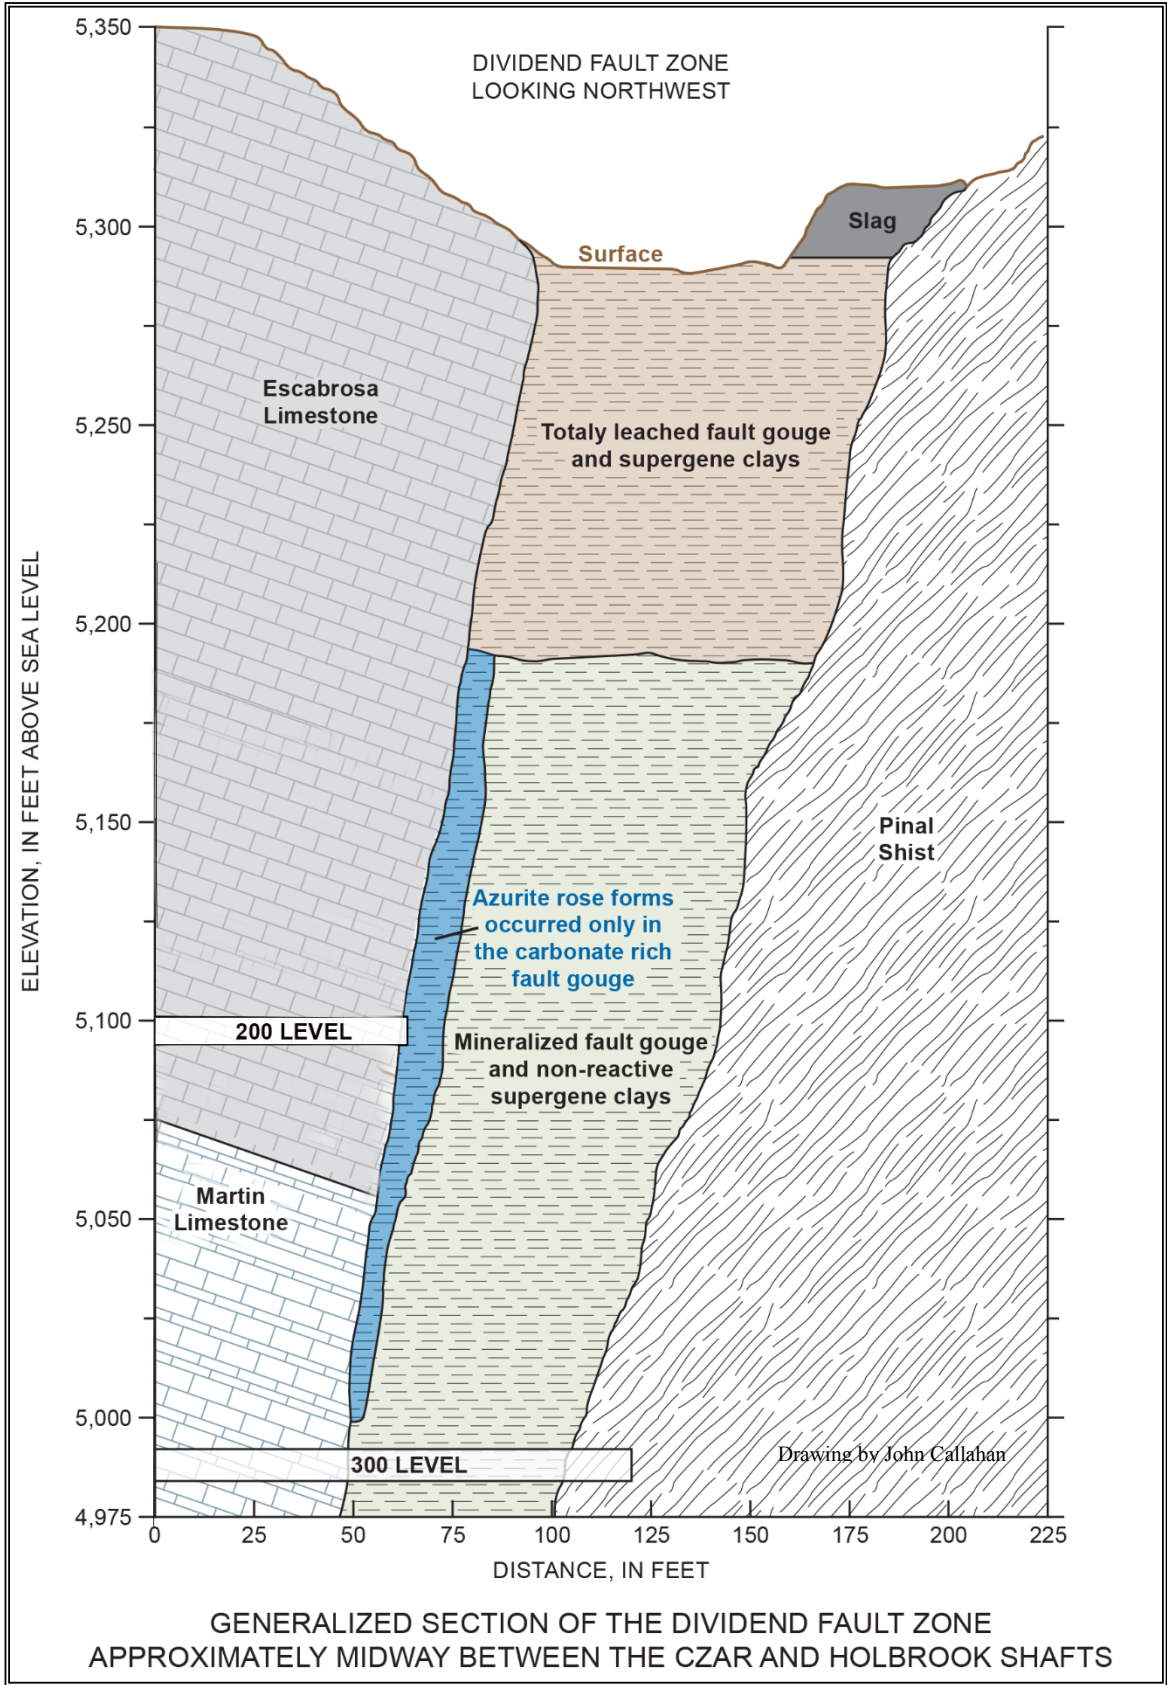 DIVIDEND FAULT ZONE
LOOKING NORTHWEST
5,350
5,300
5,250
5,200
5,150
5,100
5,050
5,000
4,975
ELEVATION, IN FEET ABOVE SEA LEVEL
Slag
Surface
Escabrosa
Limestone
Totaly leached fault gouge
and supergene clays
Pinal
Shist
Azurite rose forms
occurred only in
the carbonate rich
fault gouge
200 LEVEL
Mineralized fault gouge
and non-reactive
supergene clays
Martin
Limestone
Drawing by John Callahan
300 LEVEL
0 25 50 75 100 125 150 175 200 225
DISTANCE, IN FEET
GENERALIZED SECTION OF THE DIVIDEND FAULT ZONE
APPROXIMATELY MIDWAY BETWEEN THE CZAR AND HOLBROOK SHAFTS